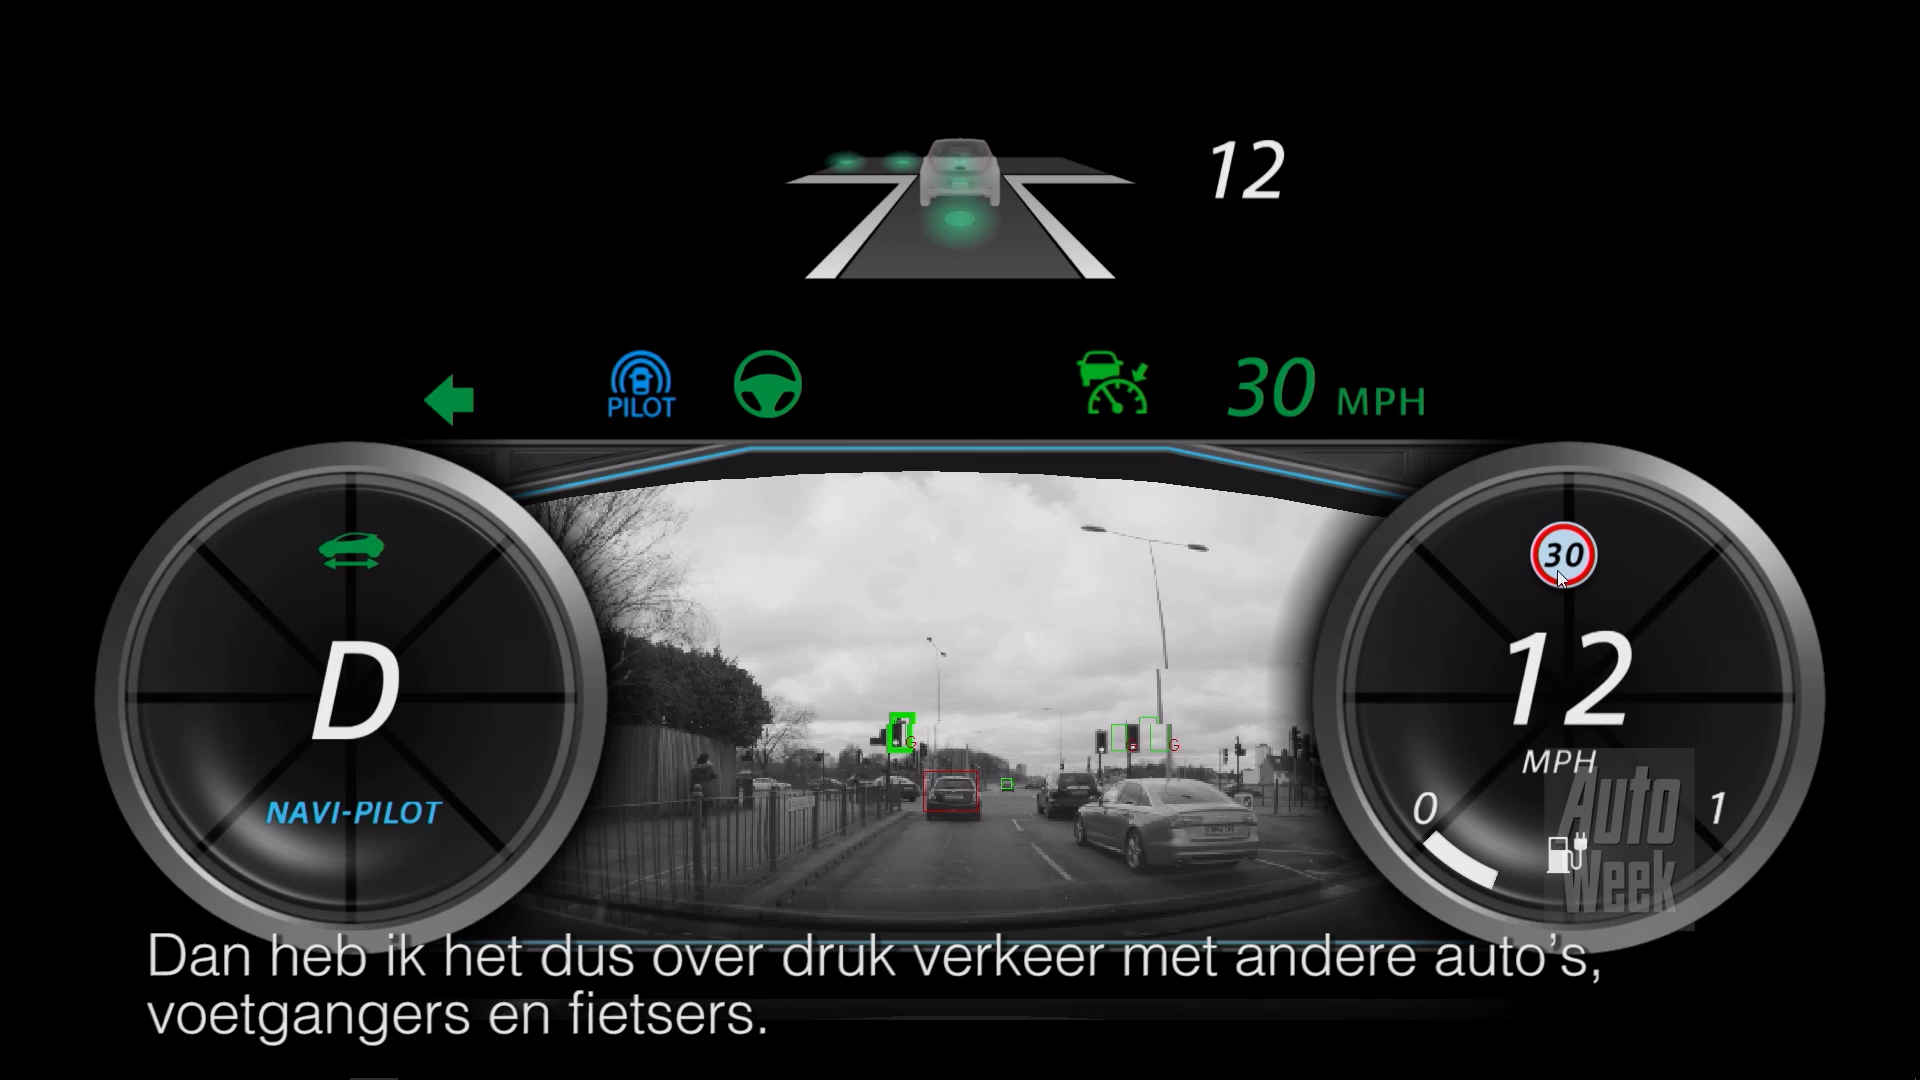 12
PILOT
30 MPH
30
D
12
MPH
NAVI-PILOT
0
1
G
G
G
Auto
Week
Dan heb ik het dus over druk verkeer met andere auto's,
voetgangers en fietsers.